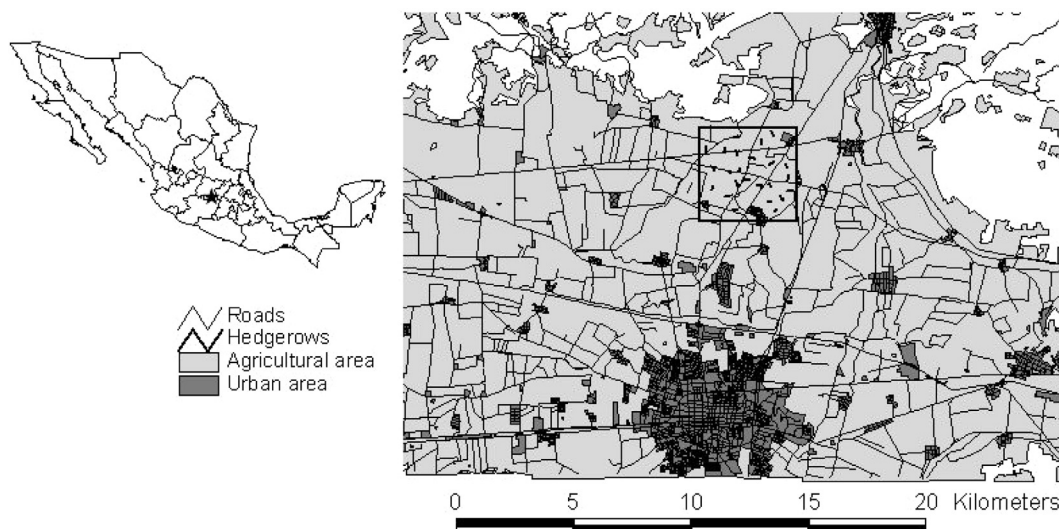 Roads
Hedgerows
Agricultural area
Urban area
0 5 10 15 20 Kilometers